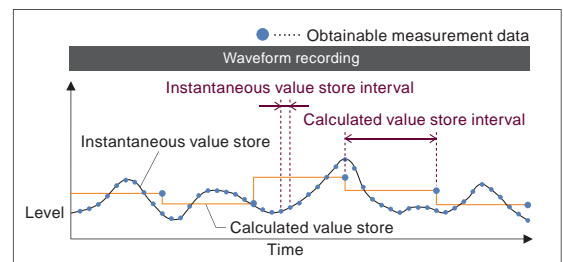 ······ Obtainable measurement data
Waveform recording
Instantaneous value store interval
Calculated value store interval
Instantaneous value store
Level
Calculated value store
Time